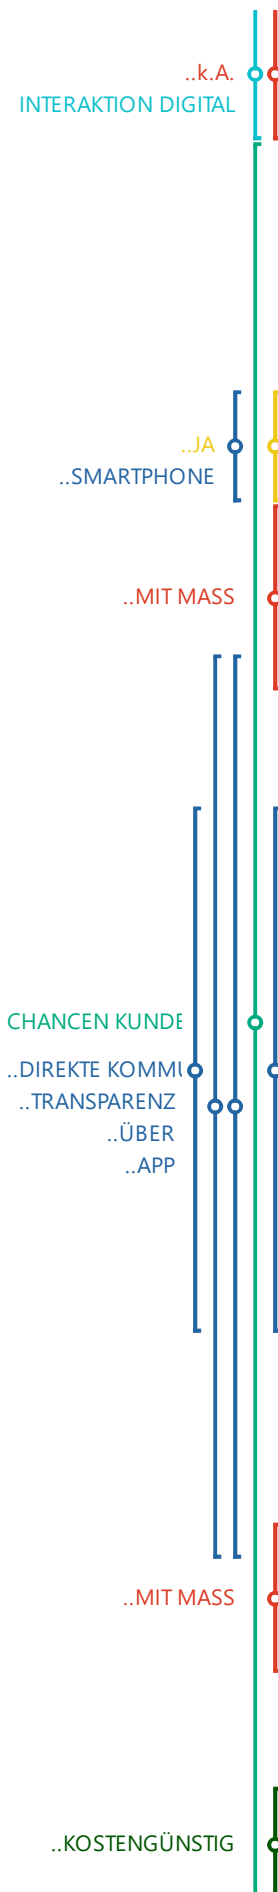 ..k.A.
INTERAKTION DIGITAL
..JA
..SMARTPHONE
..MIT MASS
CHANCEN KUNDE
..DIREKTE KOMMU
..TRANSPARENZ
..ÜBER
..APP
..MIT MASS
..KOSTENGÜNSTIG